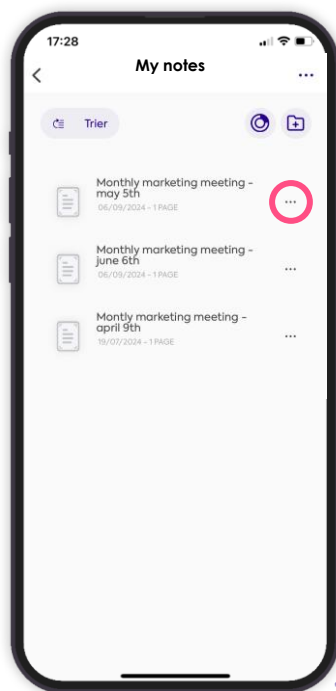 17:28
My notes
Trier
Monthly marketing meeting -
may 5th
06/09/2024 - 1 PAGE
Monthly marketing meeting -
june 6th
06/09/2024 - 1 PAGE
Montly marketing meeting -
april 9th
19/07/2024 - 1 PAGE